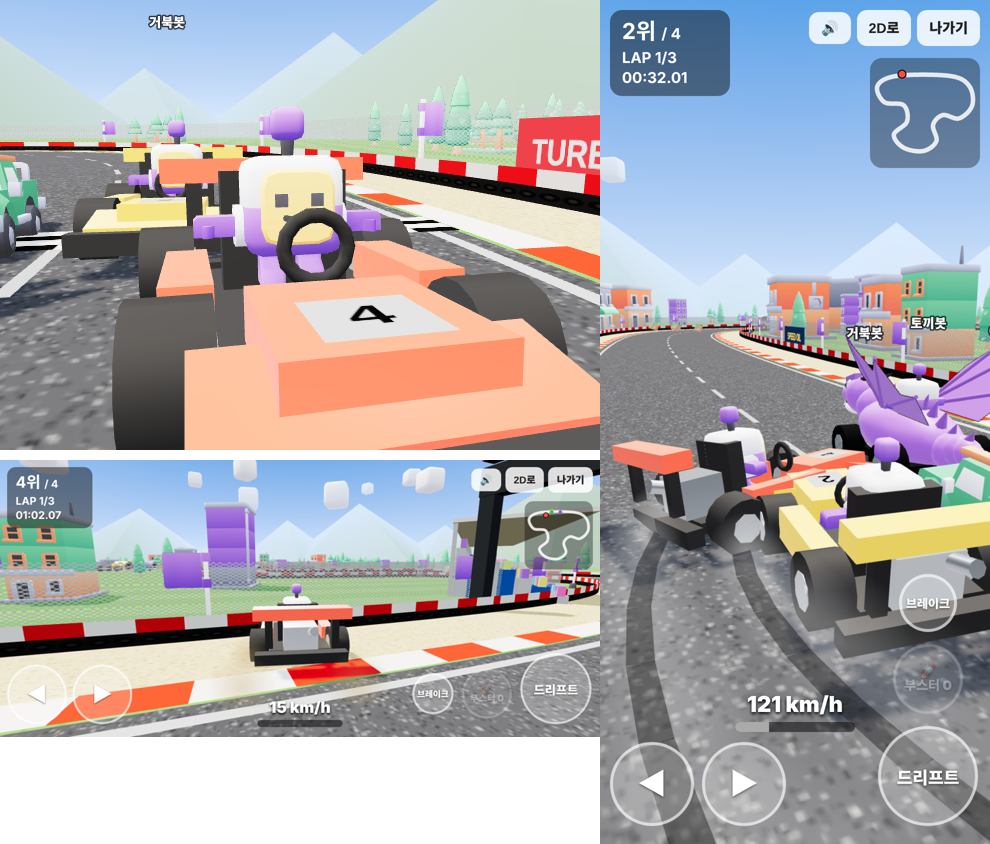 거북봇
4
4위 / 4
LAP 1/3
01:02.07
🔊
2D로
나가기
◀
▶
15 km/h
브레이크
부스터 0
드리프트
2위 / 4
LAP 1/3
00:32.01
🔊
2D로
나가기
거북봇
토끼봇
2
브레이크
부스터 0
121 km/h
◀
▶
드리프트